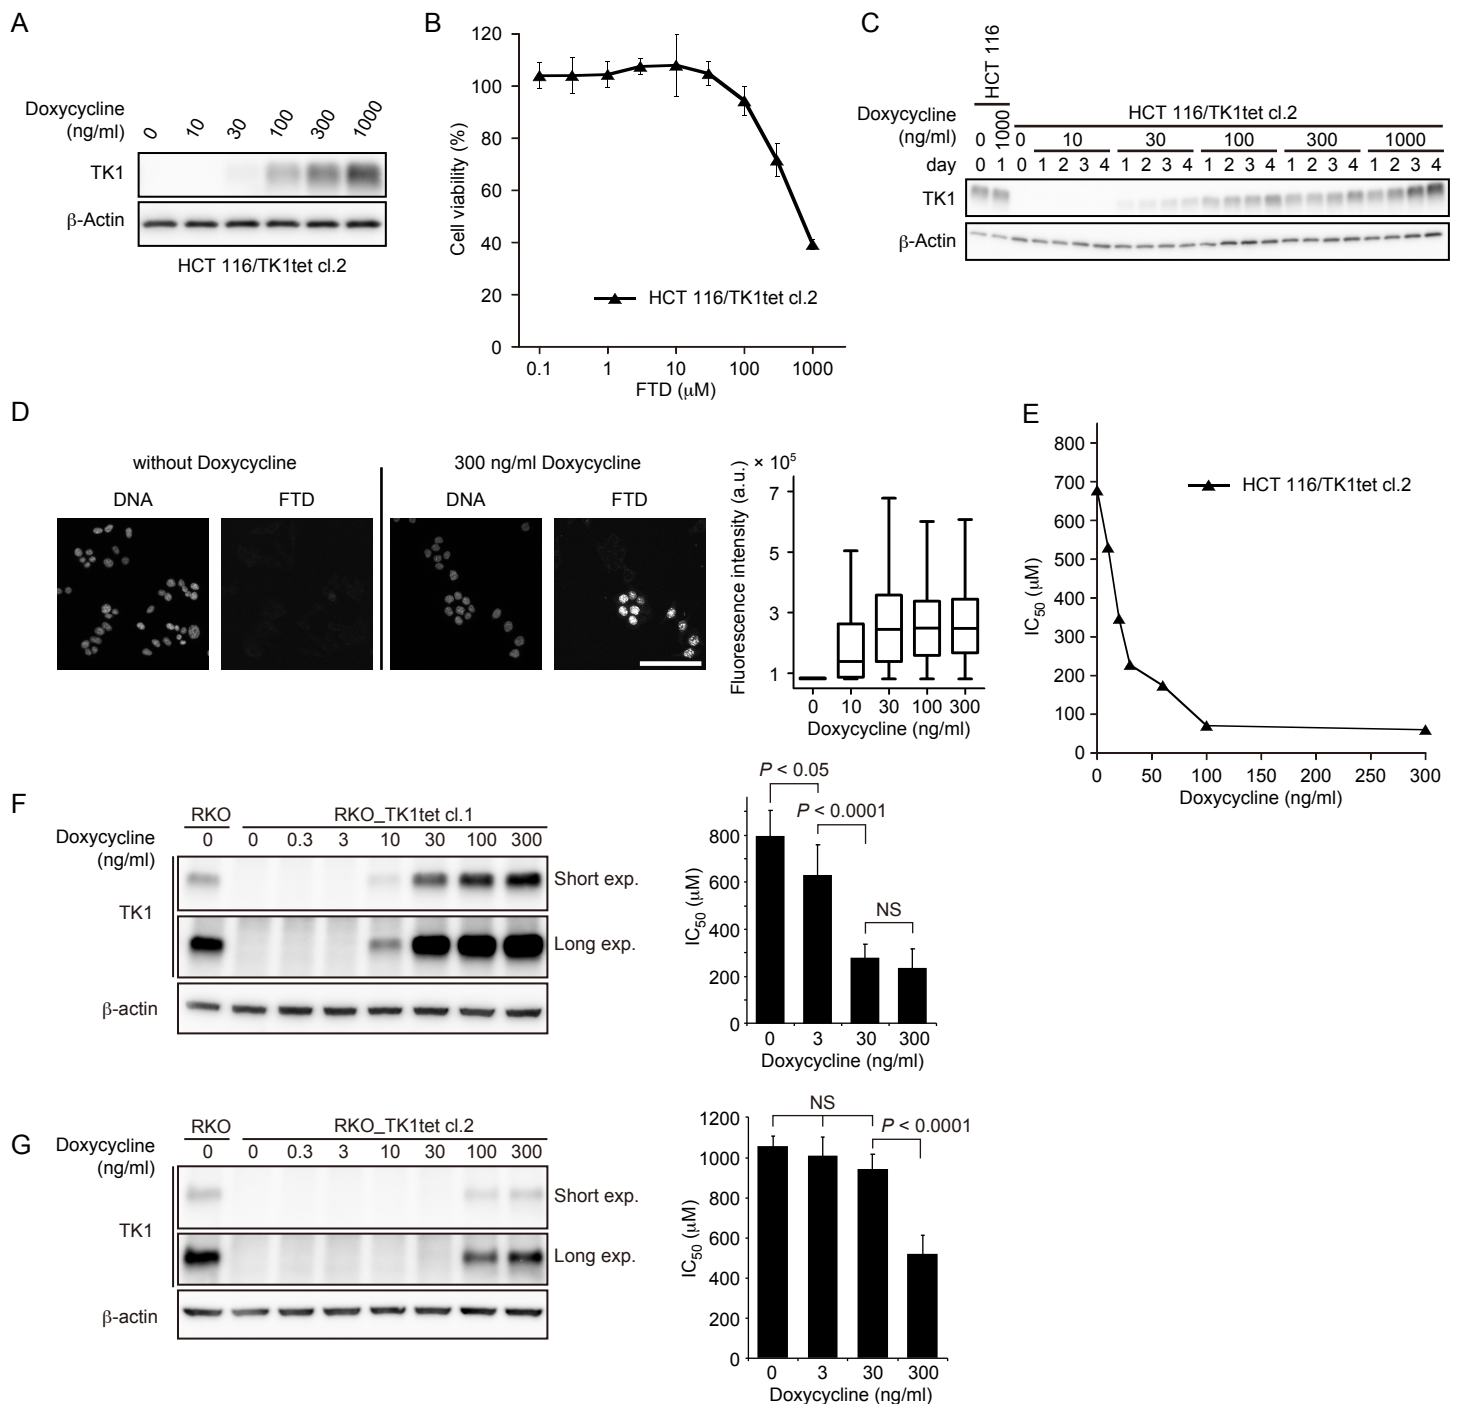 A
Doxycycline
(ng/ml)
0 10 30 100 300 1000
TK1
β-Actin
HCT 116/TK1tet cl.2
B
120
100
80
60
40
20
0
Cell viability (%)
HCT 116/TK1tet cl.2
0.1 1 10 100 1000
FTD (μM)
C
HCT 116
HCT 116/TK1tet cl.2
Doxycycline
(ng/ml)
0 1000 0 10 30 100 300 1000
day 0 1 0 1 2 3 4 1 2 3 4 1 2 3 4 1 2 3 4 1 2 3 4
TK1
β-Actin
D
without Doxycycline
300 ng/ml Doxycycline
DNA FTD DNA FTD
Fluorescence intensity (a.u.)
× 10⁵
7
5
3
1
0 10 30 100 300
Doxycycline (ng/ml)
E
800
700
600
500
400
300
200
100
0
IC50 (μM)
HCT 116/TK1tet cl.2
0 50 100 150 200 250 300
Doxycycline (ng/ml)
F
RKO RKO_TK1tet cl.1
Doxycycline
(ng/ml)
0 0 0.3 3 10 30 100 300
TK1
Short exp.
Long exp.
β-actin
P < 0.05
P < 0.0001
NS
800
600
400
200
0
IC50 (μM)
0 3 30 300
Doxycycline (ng/ml)
G
RKO RKO_TK1tet cl.2
Doxycycline
(ng/ml)
0 0 0.3 3 10 30 100 300
TK1
Short exp.
Long exp.
β-actin
NS
P < 0.0001
1200
1000
800
600
400
200
0
IC50 (μM)
0 3 30 300
Doxycycline (ng/ml)